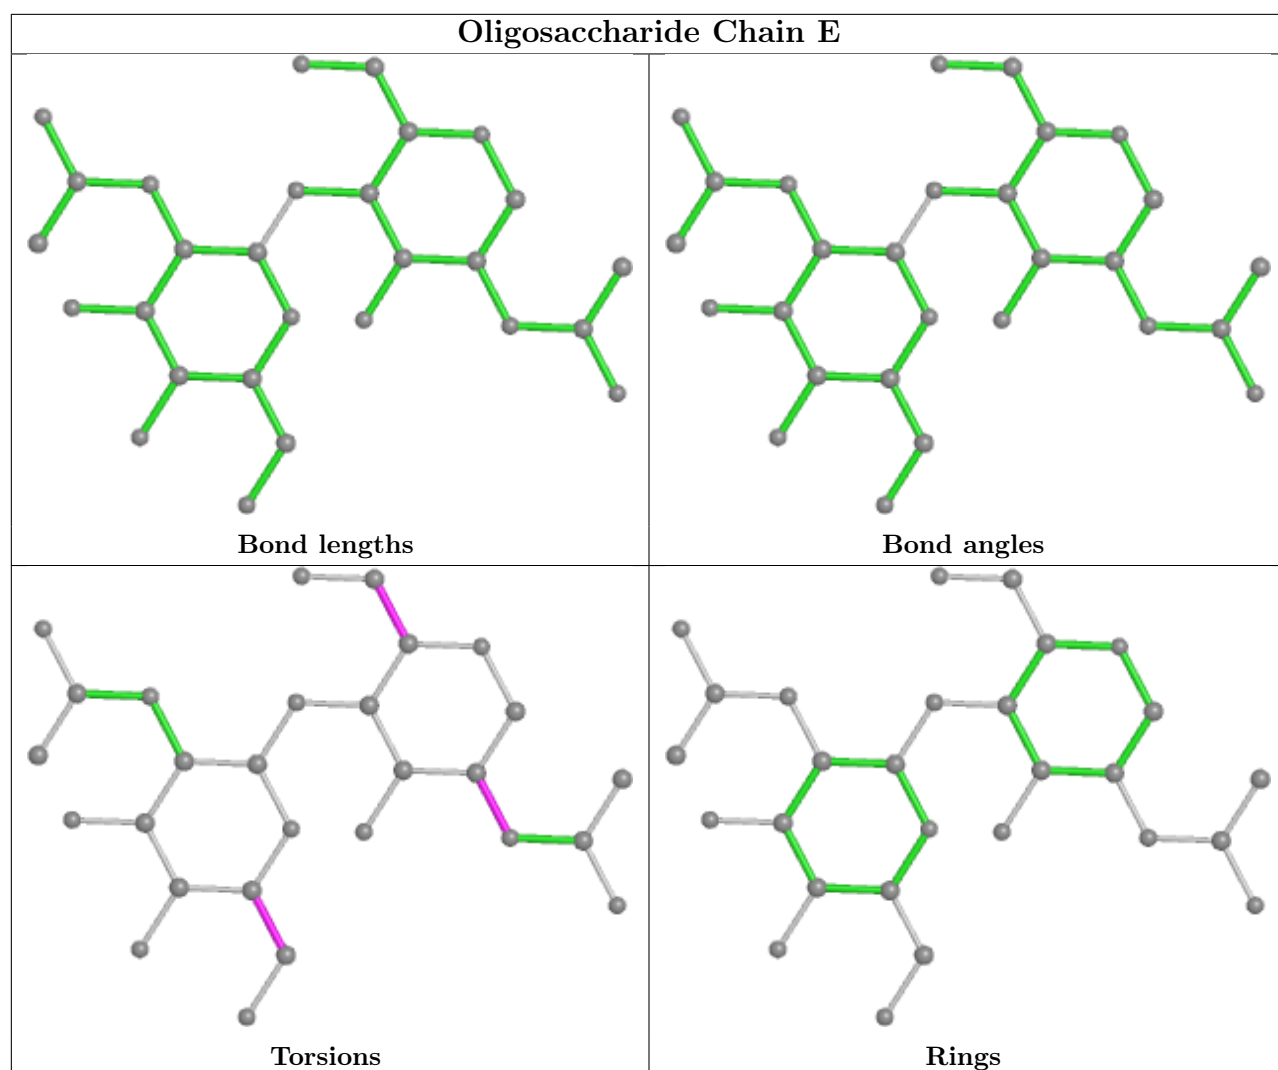 Oligosaccharide Chain E
Bond lengths
Bond angles
Torsions
Rings